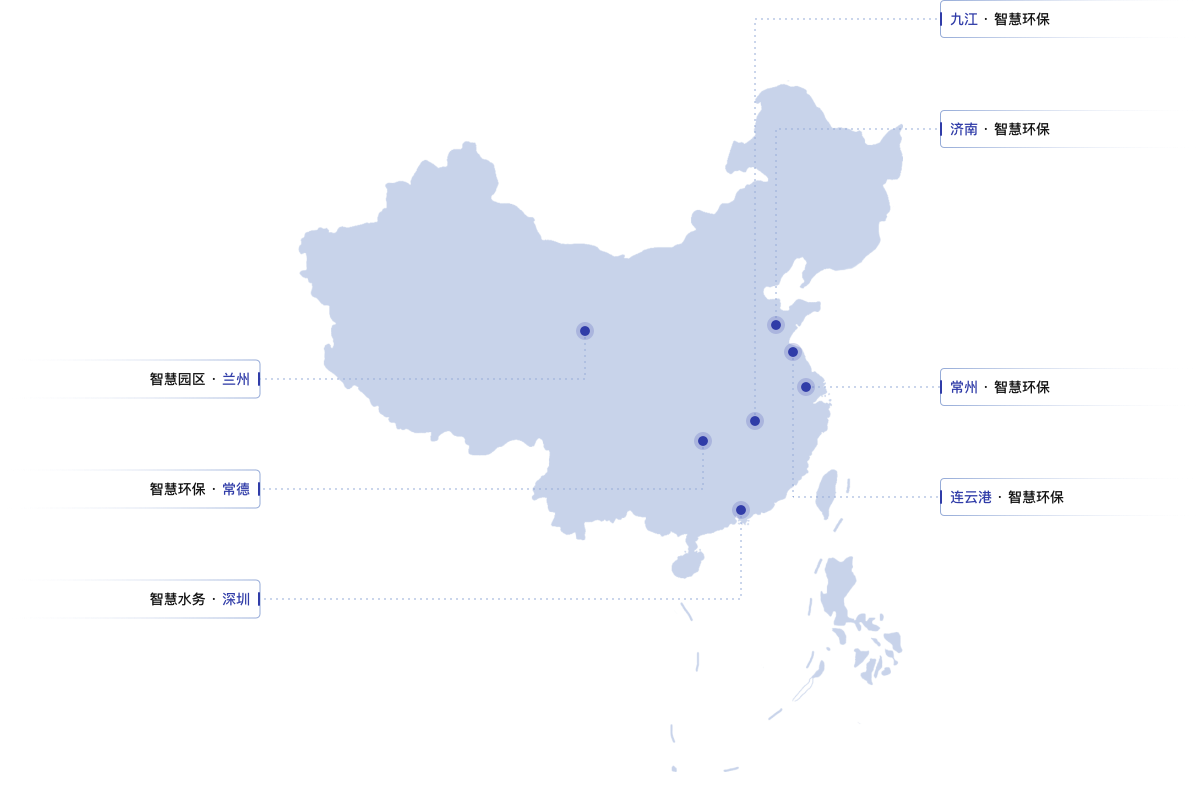 九江 · 智慧环保
济南 · 智慧环保
智慧园区 · 兰州
常州 · 智慧环保
智慧环保 · 常德
连云港 · 智慧环保
智慧水务 · 深圳